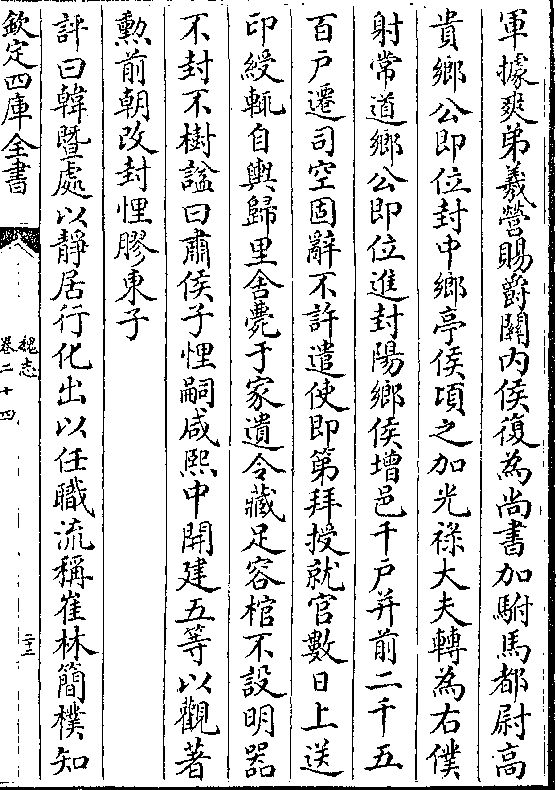 軍據爽弟羲營賜爵關內侯復為尚書加駙馬都尉高
貴鄉公即位封中鄉亭侯頃之加光祿大夫轉為右僕
射常道鄉公即位進封陽鄉侯增邑千戶并前二千五
百戶遷司空固辭不許遣使即第拜授就官數日上送
印綬輒自輿歸里舍薨于家遺令藏足容棺不設明器
不封不樹諡曰肅侯子悝嗣咸熙中開建五等以觀著
勲前朝改封悝膠東子
評曰韓暨處以靜居行化出以任職流稱崔林簡樸知
欽定四庫全書
魏志
卷二十四
二十三